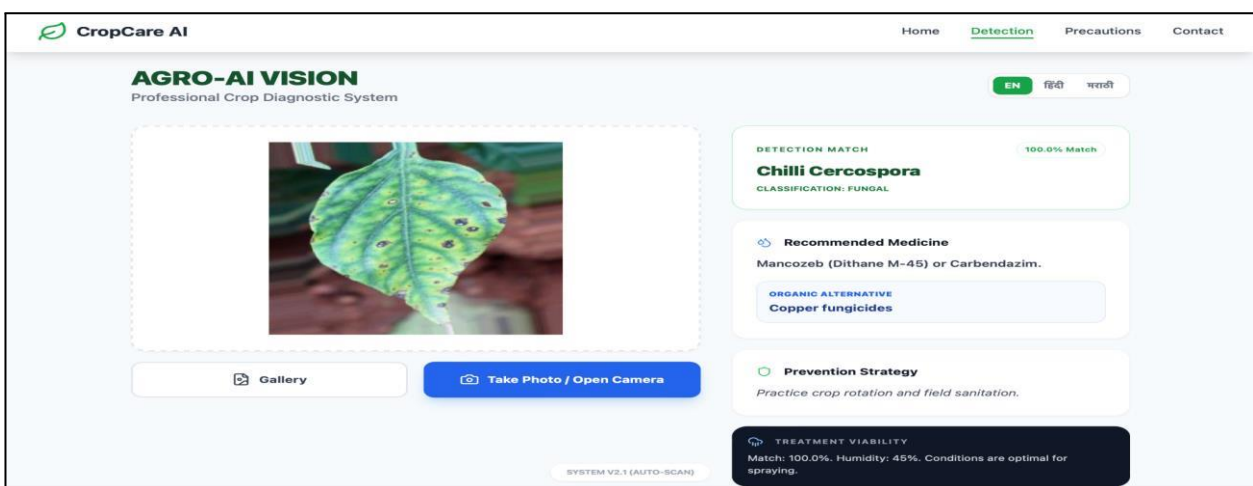 CropCare AI
Home Detection Precautions Contact
AGRO-AI VISION
Professional Crop Diagnostic System
EN हिंदी मराठी
Gallery
Take Photo / Open Camera
SYSTEM V2.1 (AUTO-SCAN)
DETECTION MATCH 100.0% Match
Chilli Cercospora
CLASSIFICATION: FUNGAL
Recommended Medicine
Mancozeb (Dithane M-45) or Carbendazim.
ORGANIC ALTERNATIVE
Copper fungicides
Prevention Strategy
Practice crop rotation and field sanitation.
TREATMENT VIABILITY
Match: 100.0%. Humidity: 45%. Conditions are optimal for
spraying.